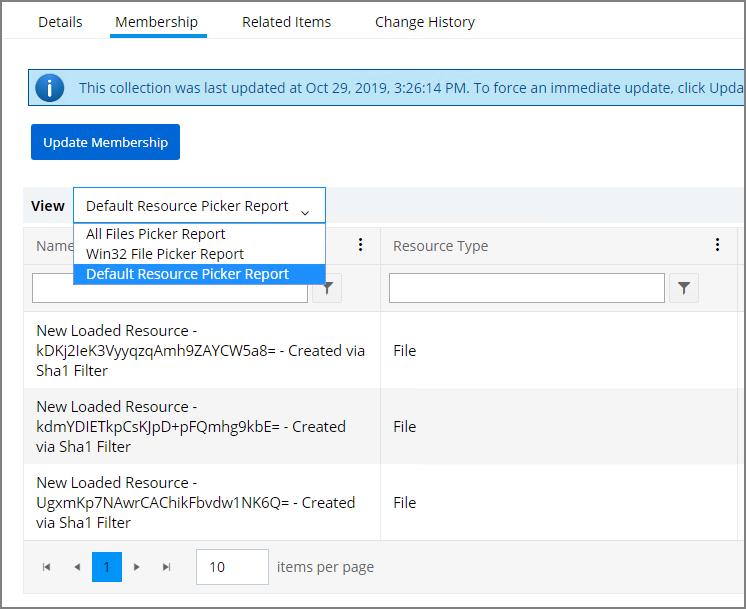 Details Membership Related Items Change History
This collection was last updated at Oct 29, 2019, 3:26:14 PM. To force an immediate update, click Upda
Update Membership
View Default Resource Picker Report
All Files Picker Report
Win32 File Picker Report
Default Resource Picker Report
Name Resource Type
New Loaded Resource -
kDKj2IeK3VyyqzqAmh9ZAYCW5a8= - Created via
Sha1 Filter
File
New Loaded Resource -
kdmYDIETkpCsKJpD+pFQmhg9kbE= - Created
via Sha1 Filter
File
New Loaded Resource -
UgxmKp7NAwrCAChikFbvdw1NK6Q= - Created
via Sha1 Filter
File
1 10 items per page